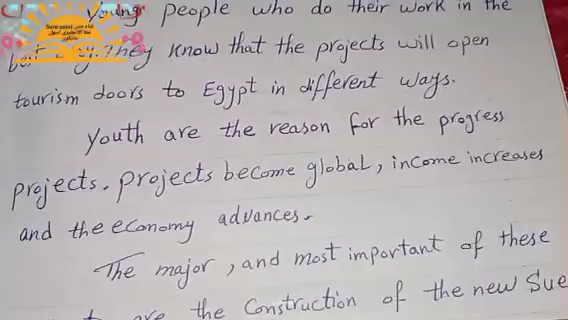 young people who do their work in the
They know that the projects will open
tourism doors to Egypt in different ways.
Youth are the reason for the progress
projects. projects become global, income increases
and the economy advances.
The major, and most important of these
are the Construction of the new Sue